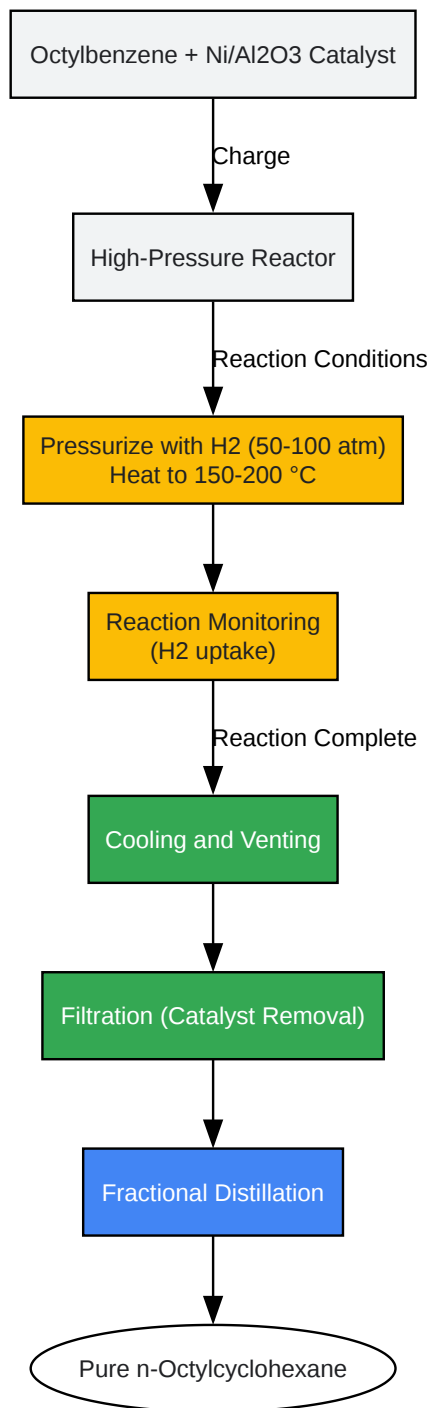 Octylbenzene + Ni/Al2O3 Catalyst
Charge
High-Pressure Reactor
Reaction Conditions
Pressurize with H2 (50-100 atm)
Heat to 150-200 °C
Reaction Monitoring
(H2 uptake)
Reaction Complete
Cooling and Venting
Filtration (Catalyst Removal)
Fractional Distillation
Pure n-Octylcyclohexane